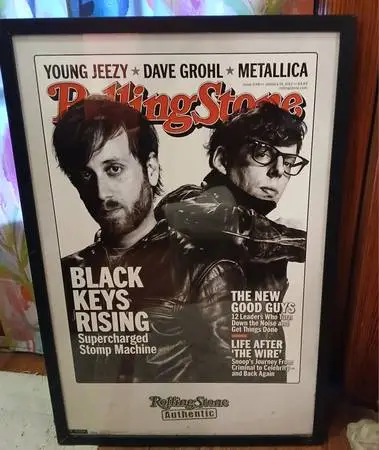 YOUNG JEEZY ★ DAVE GROHL ★ METALLICA
Rolling Stone
BLACK
KEYS
RISING
Supercharged
Stomp Machine
THE NEW
GOOD GUYS
12 Leaders Who Turn
Down the Noise and
Get Things Done
LIFE AFTER
'THE WIRE'
Snoop's Journey From
Criminal to Celebrity—
and Back Again
Rolling Stone
Authentic